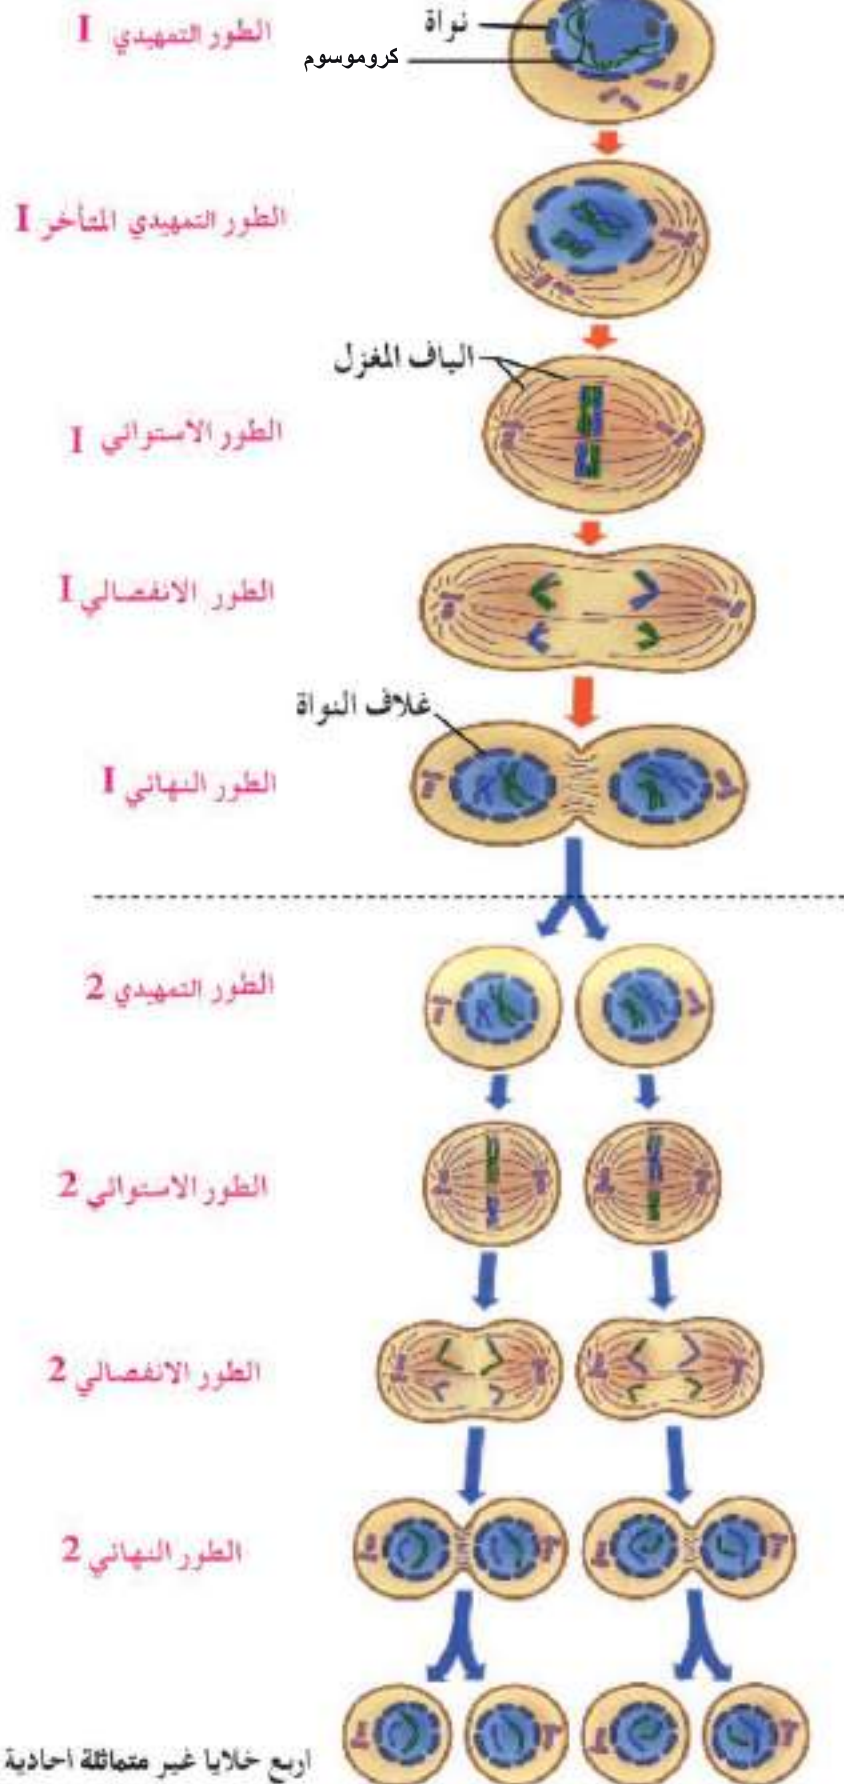 الطور التمهيدي I
نواة
كروموسوم
الطور التمهيدي المتأخر I
الياف المغزل
الطور الاستوائي I
الطور الانفصالي I
غلاف النواة
الطور النهائي I
الطور التمهيدي 2
الطور الاستوائي 2
الطور الانفصالي 2
الطور النهائي 2
اربع خلايا غير متماثلة احادية